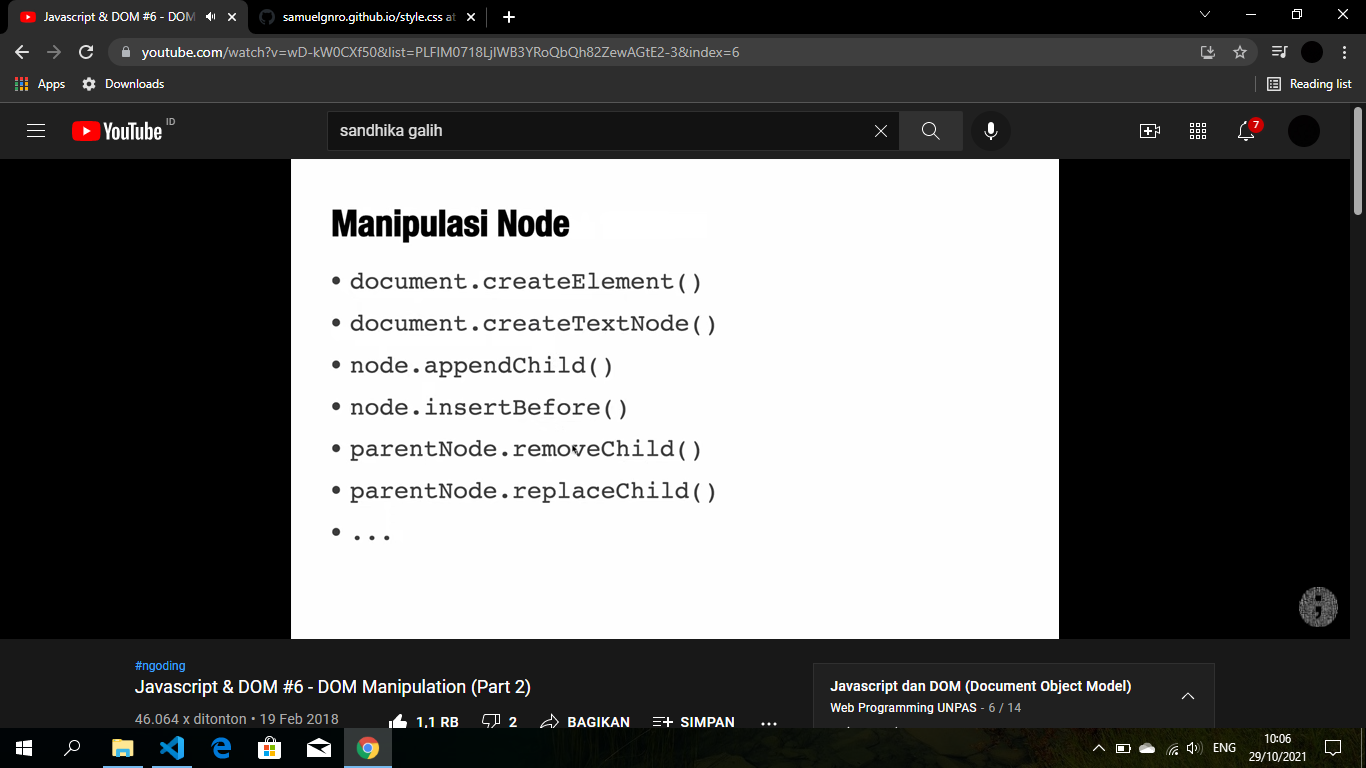 Javascript & DOM #6 - DOM
samuelgnro.github.io/style.css at
youtube.com/watch?v=wD-kW0CXf50&list=PLFIM0718LjIWB3YRoQbQh82ZewAGtE2-3&index=6
Apps
Downloads
Reading list
YouTube ID
sandhika galih
7
Manipulasi Node
• document.createElement()
• document.createTextNode()
• node.appendChild()
• node.insertBefore()
• parentNode.removeChild()
• parentNode.replaceChild()
• ...
#ngoding
Javascript & DOM #6 - DOM Manipulation (Part 2)
46.064 x ditonton • 19 Feb 2018
1,1 RB
2
BAGIKAN
SIMPAN
Javascript dan DOM (Document Object Model)
Web Programming UNPAS - 6 / 14
ENG
10:06
29/10/2021